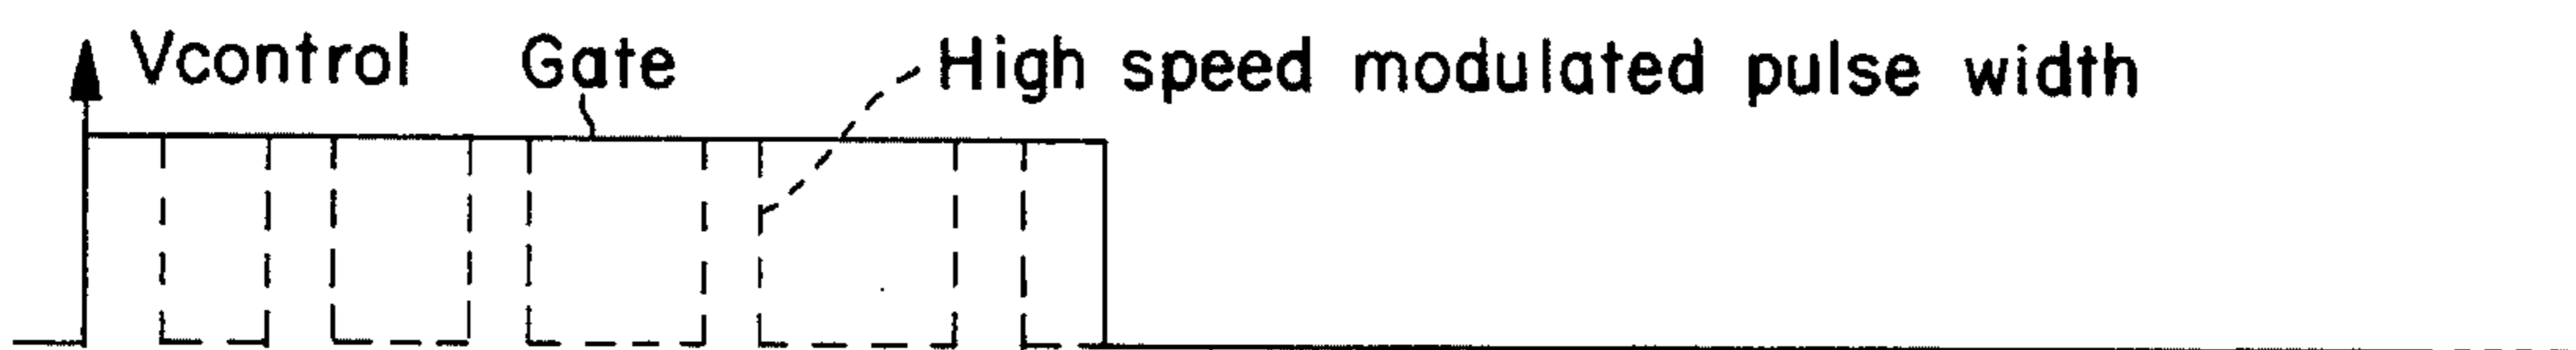 Vcontrol
Gate
High speed modulated pulse width